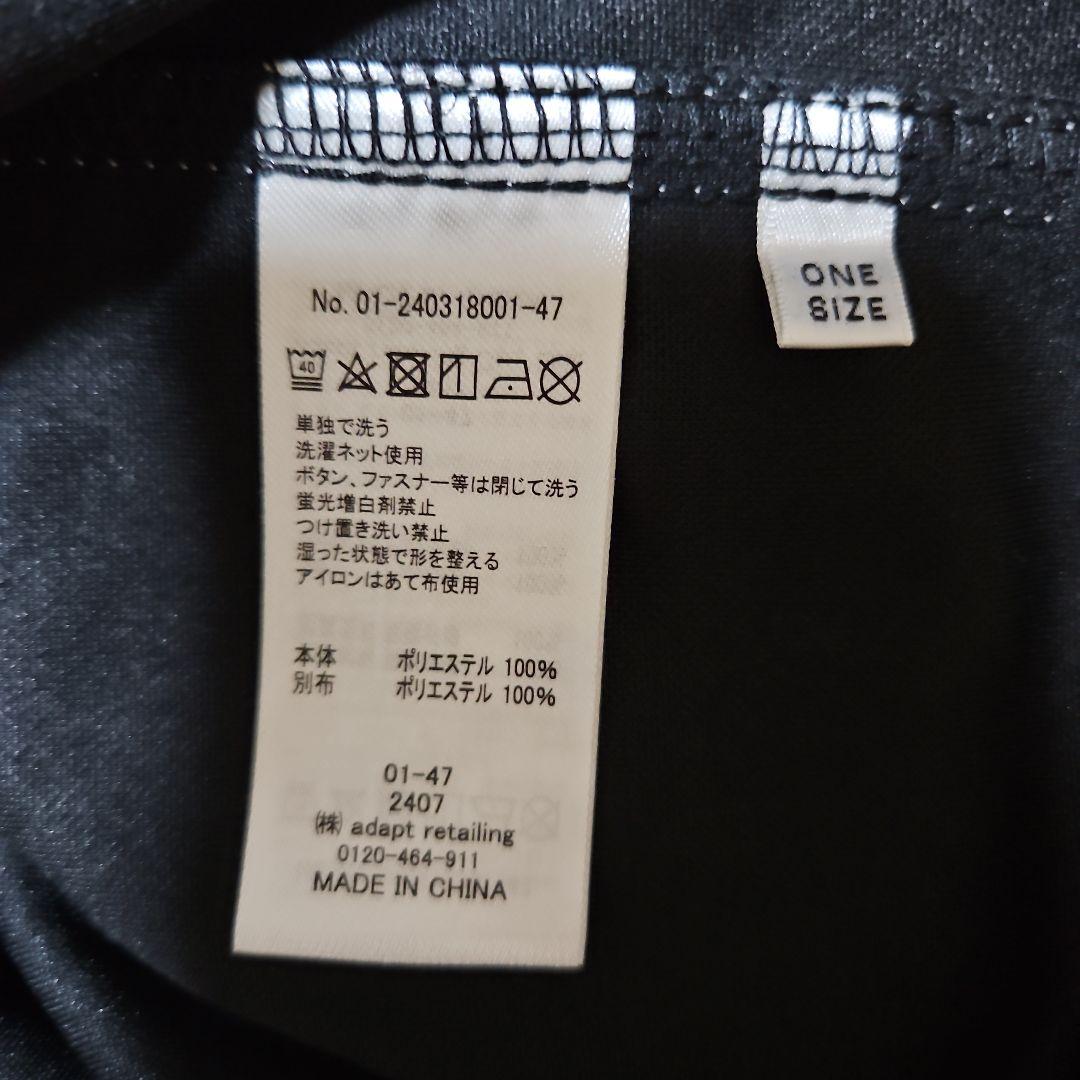 No. 01-240318001-47
40
単独で洗う
洗濯ネット使用
ボタン、ファスナー等は閉じて洗う
蛍光増白剤禁止
つけ置き洗い禁止
湿った状態で形を整える
アイロンはあて布使用
本体 ポリエステル 100%
別布 ポリエステル 100%
01-47
2407
㈱ adapt retailing
0120-464-911
MADE IN CHINA
ONE
SIZE